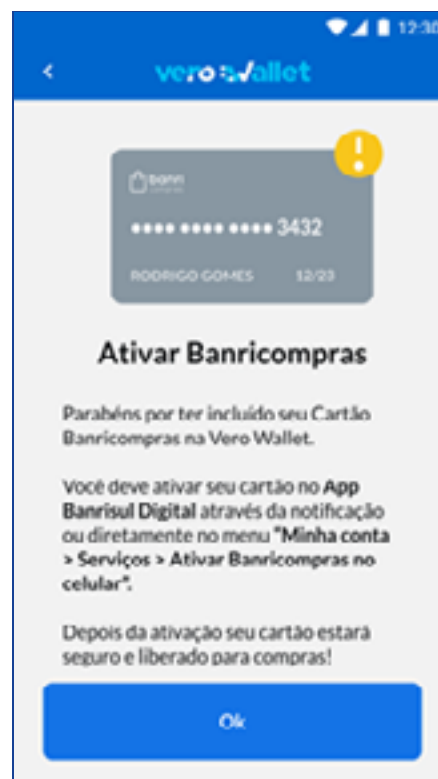 12:30
vero wallet
banri
compras
•••• •••• •••• 3432
RODRIGO GOMES 12/23
Ativar Banricompras
Parabéns por ter incluído seu Cartão
Banricompras na Vero Wallet.
Você deve ativar seu cartão no App
Banrisul Digital através da notificação
ou diretamente no menu "Minha conta
> Serviços > Ativar Banricompras no
celular".
Depois da ativação seu cartão estará
seguro e liberado para compras!
Ok